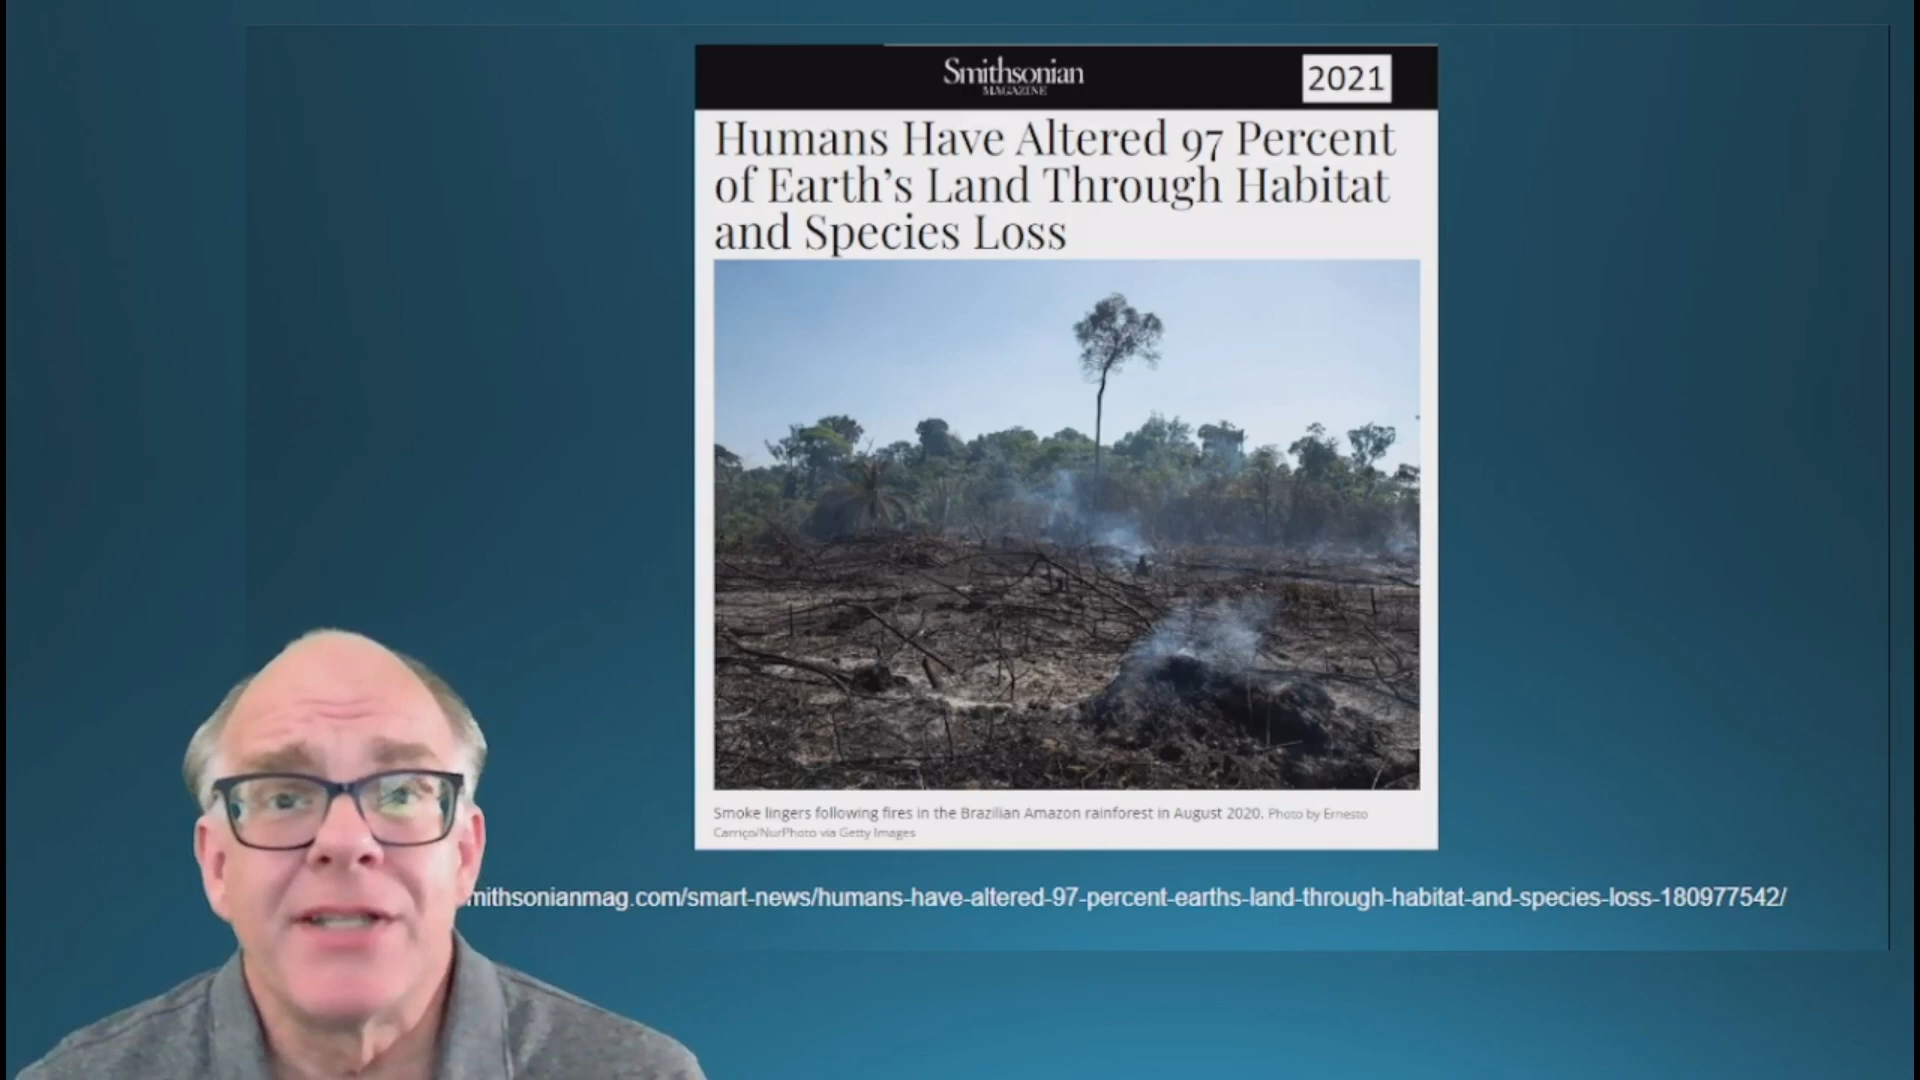 Smithsonian
MAGAZINE
2021
Humans Have Altered 97 Percent
of Earth's Land Through Habitat
and Species Loss
Smoke lingers following fires in the Brazilian Amazon rainforest in August 2020. Photo by Ernesto
Carriço/NurPhoto via Getty Images
mithsonianmag.com/smart-news/humans-have-altered-97-percent-earths-land-through-habitat-and-species-loss-180977542/